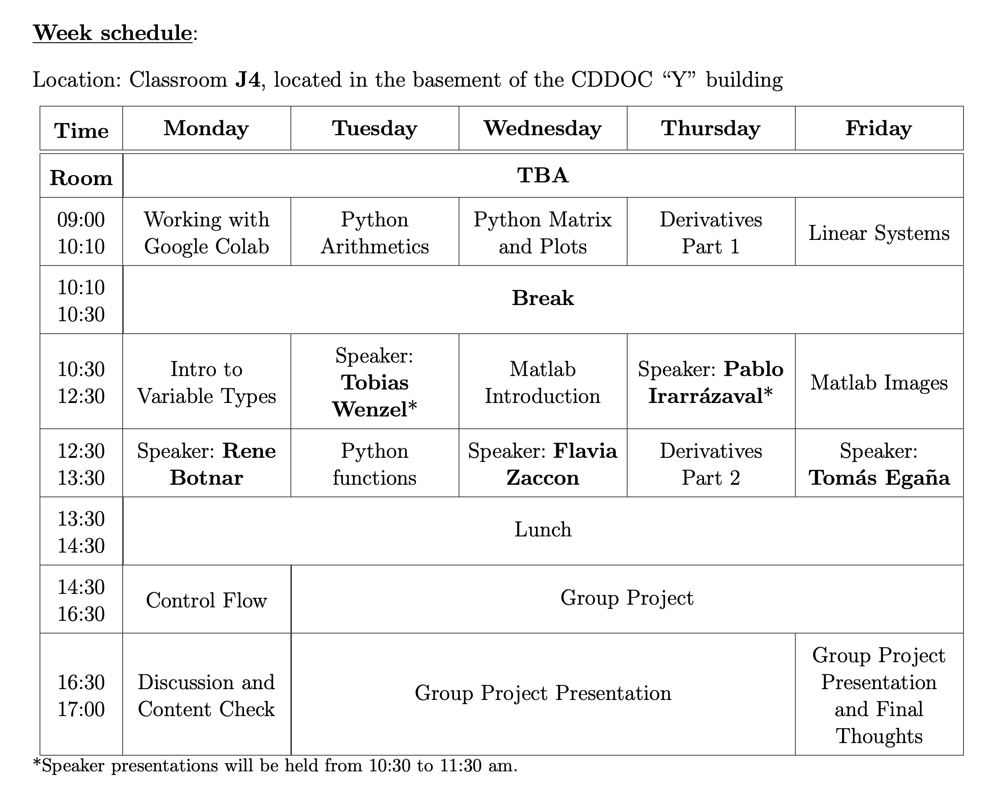 Week schedule:
Location: Classroom J4, located in the basement of the CDDOC “Y” building
Time Monday Tuesday Wednesday Thursday Friday
Room TBA
09:00
10:10
Working with
Google Colab
Python
Arithmetics
Python Matrix
and Plots
Derivatives
Part 1
Linear Systems
10:10
10:30
Break
10:30
12:30
Intro to
Variable Types
Speaker:
Tobias
Wenzel*
Matlab
Introduction
Speaker: Pablo
Irarrázaval*
Matlab Images
12:30
13:30
Speaker: Rene
Botnar
Python
functions
Speaker: Flavia
Zaccon
Derivatives
Part 2
Speaker:
Tomás Egaña
13:30
14:30
Lunch
14:30
16:30
Control Flow
Group Project
16:30
17:00
Discussion and
Content Check
Group Project Presentation
Group Project
Presentation
and Final
Thoughts
*Speaker presentations will be held from 10:30 to 11:30 am.